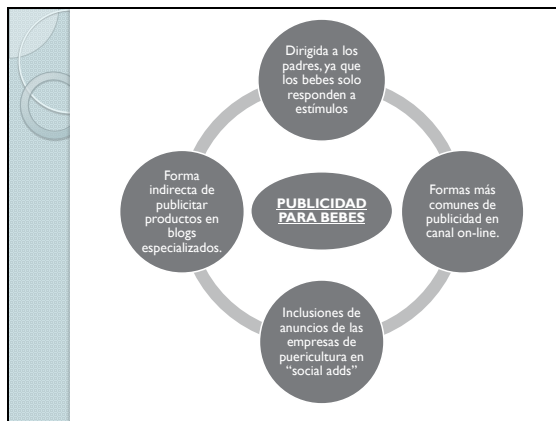 Dirigida a los
padres, ya que
los bebes solo
responden a
estímulos
Forma
indirecta de
publicitar
productos en
blogs
especializados.
PUBLICIDAD
PARA BEBES
Formas más
comunes de
publicidad en
canal on-line.
Inclusiones de
anuncios de las
empresas de
puericultura en
“social adds”